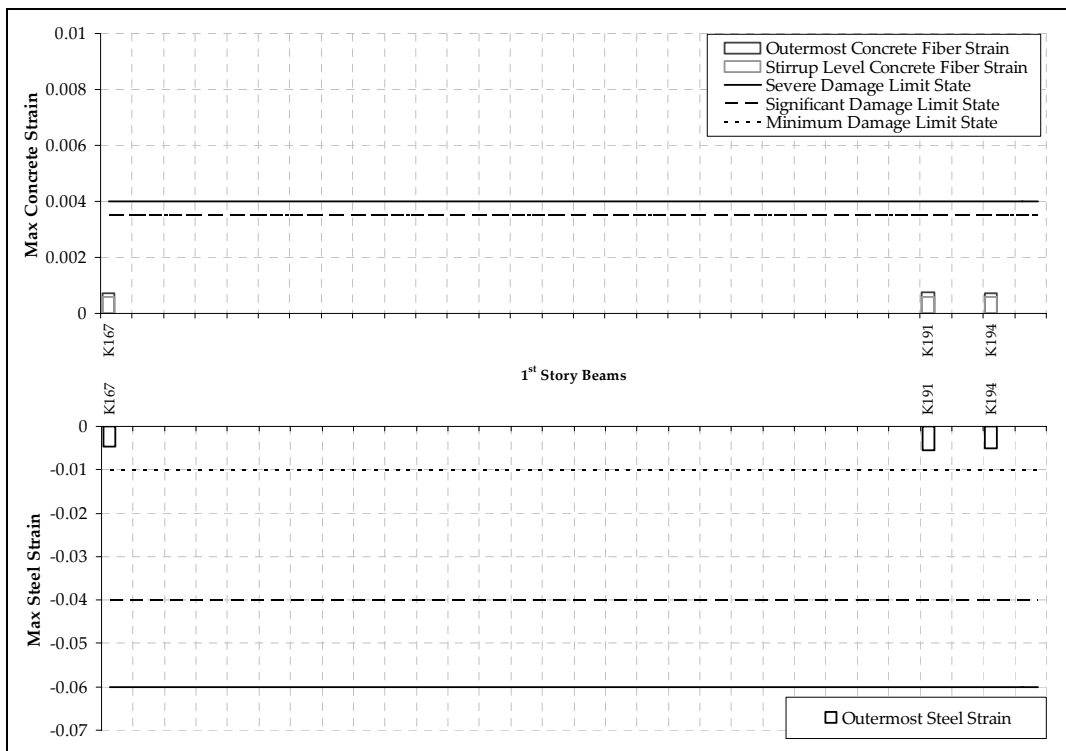 0.01
0.008
0.006
0.004
0.002
0
Max Concrete Strain
Outermost Concrete Fiber Strain
Stirrup Level Concrete Fiber Strain
Severe Damage Limit State
Significant Damage Limit State
Minimum Damage Limit State
K167
K191
K194
1st Story Beams
K167
K191
K194
0
-0.01
-0.02
-0.03
-0.04
-0.05
-0.06
-0.07
Max Steel Strain
Outermost Steel Strain